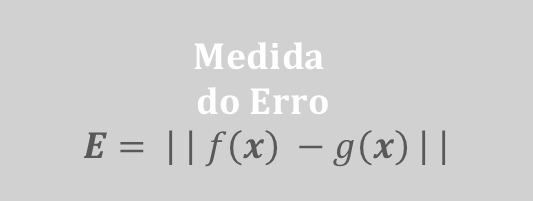 Medida
do Erro
E = ||f(x) − g(x)||